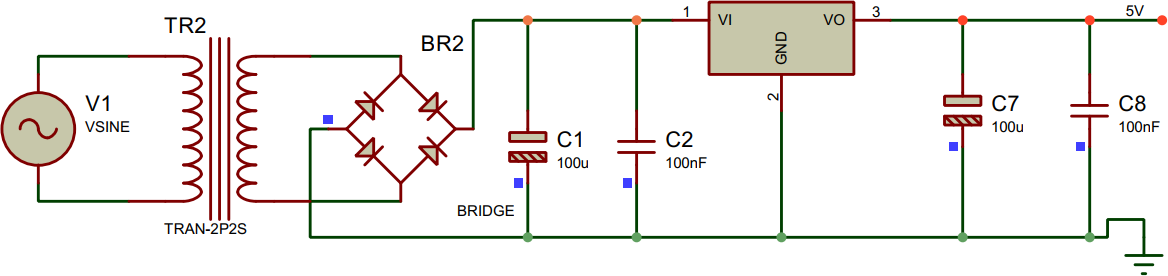 TR2
V1
VSINE
TRAN-2P2S
BR2
BRIDGE
C1
100u
C2
100nF
1
VI
VO
3
GND
2
C7
100u
C8
100nF
5V